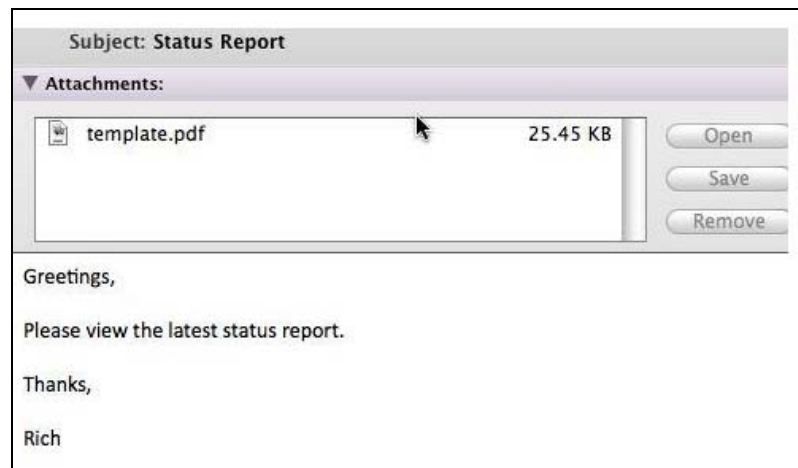 Subject: Status Report
Attachments:
template.pdf 25.45 KB
Open
Save
Remove
Greetings,
Please view the latest status report.
Thanks,
Rich